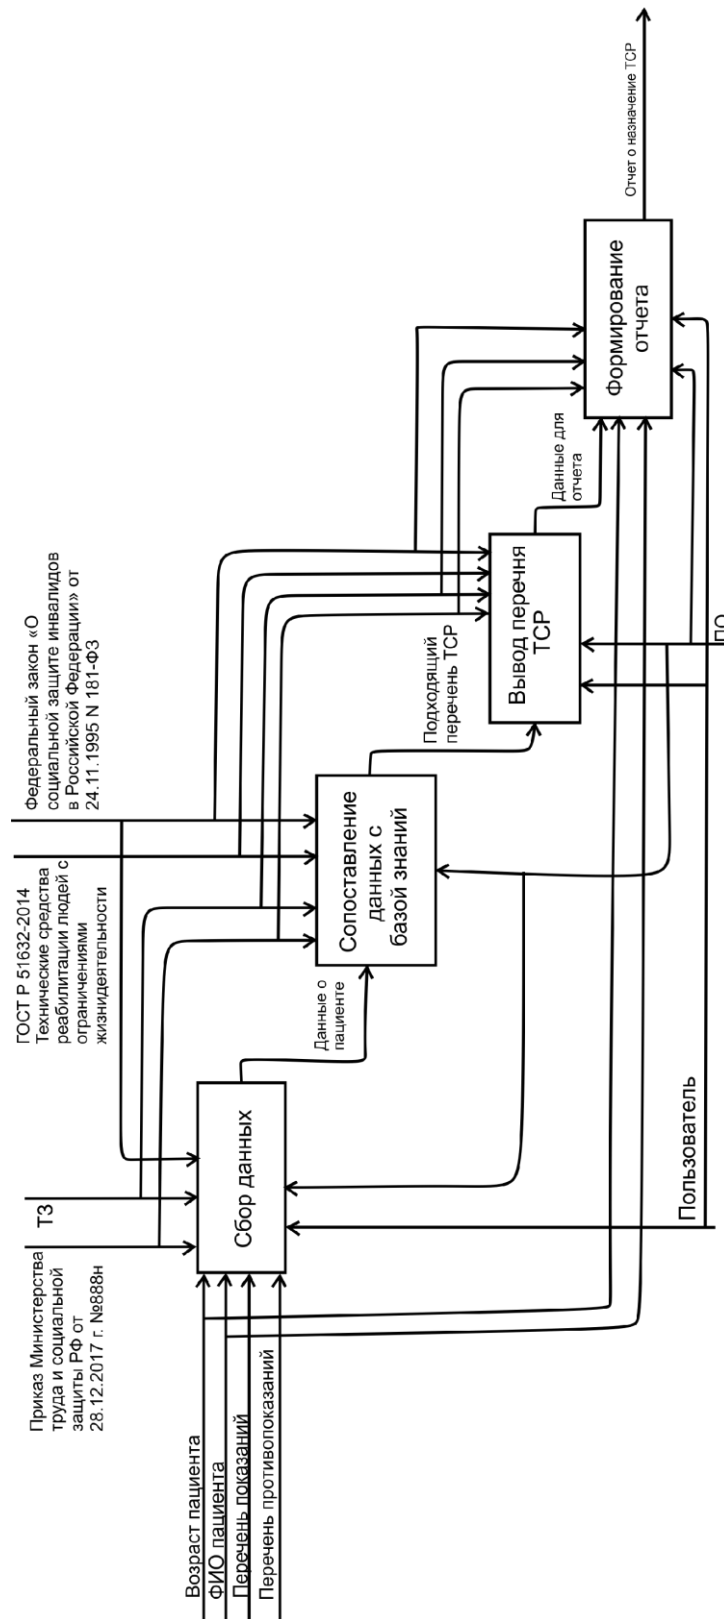 Приказ Министерства
труда и социальной
защиты РФ от
28.12.2017 г. №888н
ТЗ
ГОСТ Р 51632-2014
Технические средства
реабилитации людей с
ограничениями
жизнидеятельности
Федеральный закон «О
социальной защите инвалидов
в Российской Федерации» от
24.11.1995 N 181-ФЗ
Возраст пациента
ФИО пациента
Перечень показаний
Перечень противопоказаний
Сбор данных
Данные о
пациенте
Сопоставление
данных с
базой знаний
Подходящий
перечень ТСР
Вывод перечня
ТСР
Данные для
отчета
Формирование
отчета
Отчет о назначение ТСР
Пользователь
ПО